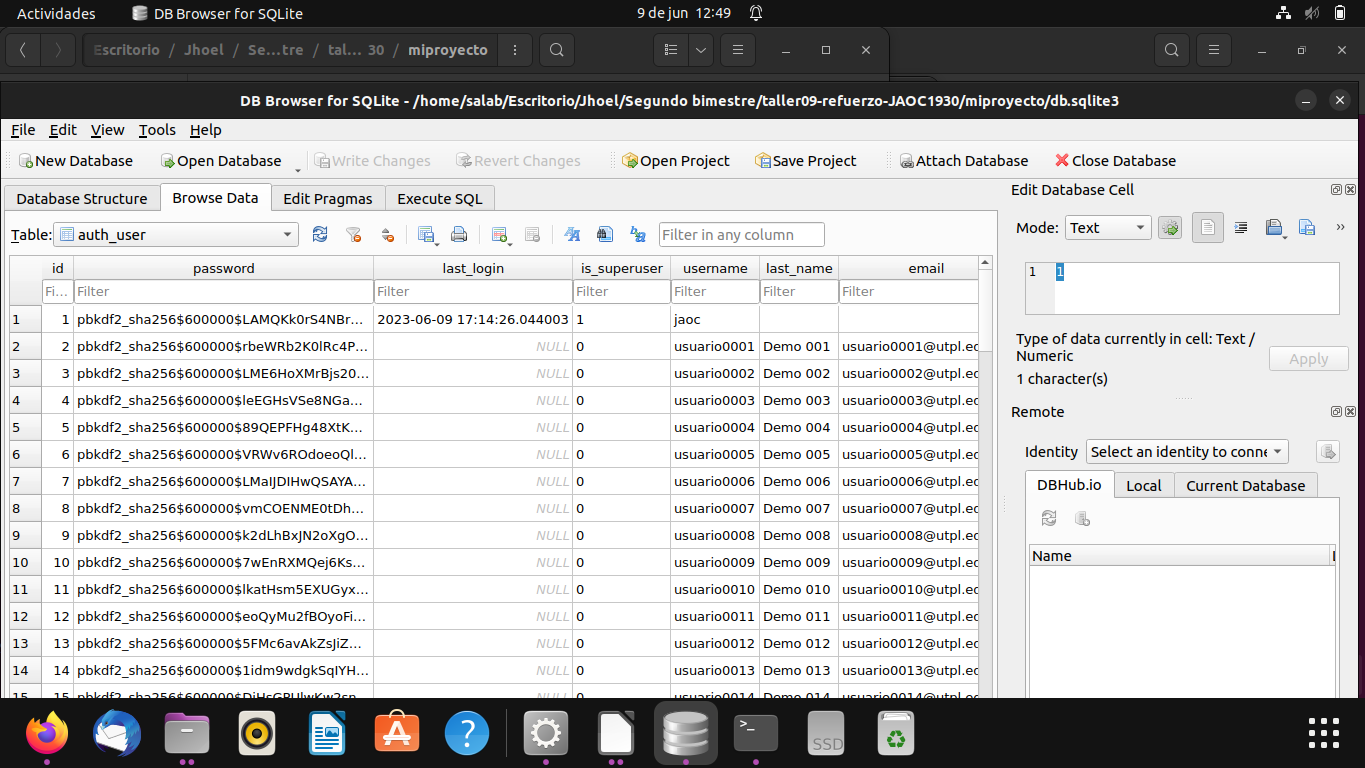 Actividades DB Browser for SQLite 9 de jun 12:49
Escritorio / Jhoel / Se...tre / tal... 30 / miproyecto
DB Browser for SQLite - /home/salab/Escritorio/Jhoel/Segundo bimestre/taller09-refuerzo-JAOC1930/miproyecto/db.sqlite3
File Edit View Tools Help
New Database Open Database Write Changes Revert Changes Open Project Save Project Attach Database Close Database
Database Structure Browse Data Edit Pragmas Execute SQL
Table: auth_user Filter in any column
id password last_login is_superuser username last_name email
Fi... Filter Filter Filter Filter Filter Filter
1 1 pbkdf2_sha256$600000$LAMQKk0rS4NBr... 2023-06-09 17:14:26.044003 1 jaoc
2 2 pbkdf2_sha256$600000$rbeWRb2K0lRc4P... NULL 0 usuario0001 Demo 001 usuario0001@utpl.ec
3 3 pbkdf2_sha256$600000$LME6HoXMrBjs20... NULL 0 usuario0002 Demo 002 usuario0002@utpl.ec
4 4 pbkdf2_sha256$600000$leEGHsVSe8NGa... NULL 0 usuario0003 Demo 003 usuario0003@utpl.ec
5 5 pbkdf2_sha256$600000$89QEPFHg48XtK... NULL 0 usuario0004 Demo 004 usuario0004@utpl.ec
6 6 pbkdf2_sha256$600000$VRWv6ROdoeoQl... NULL 0 usuario0005 Demo 005 usuario0005@utpl.ec
7 7 pbkdf2_sha256$600000$LMaIJDIHwQSAYA... NULL 0 usuario0006 Demo 006 usuario0006@utpl.ec
8 8 pbkdf2_sha256$600000$vmCOENME0tDh... NULL 0 usuario0007 Demo 007 usuario0007@utpl.ec
9 9 pbkdf2_sha256$600000$k2dLhBxJN2oXgO... NULL 0 usuario0008 Demo 008 usuario0008@utpl.ec
10 10 pbkdf2_sha256$600000$7wEnRXMQej6Ks... NULL 0 usuario0009 Demo 009 usuario0009@utpl.ec
11 11 pbkdf2_sha256$600000$lkatHsm5EXUGyx... NULL 0 usuario0010 Demo 010 usuario0010@utpl.ec
12 12 pbkdf2_sha256$600000$eoQyMu2fBOyoFi... NULL 0 usuario0011 Demo 011 usuario0011@utpl.ec
13 13 pbkdf2_sha256$600000$5FMc6avAkZsJiZ... NULL 0 usuario0012 Demo 012 usuario0012@utpl.ec
14 14 pbkdf2_sha256$600000$1idm9wdgkSqIYH... NULL 0 usuario0013 Demo 013 usuario0013@utpl.ec
15 15 NULL 0 usuario0014 Demo 014 usuario0014@utpl.ec
Edit Database Cell
Mode: Text
1 1
Type of data currently in cell: Text /
Numeric
1 character(s)
Apply
Remote
Identity Select an identity to conne
DBHub.io Local Current Database
Name
SSD